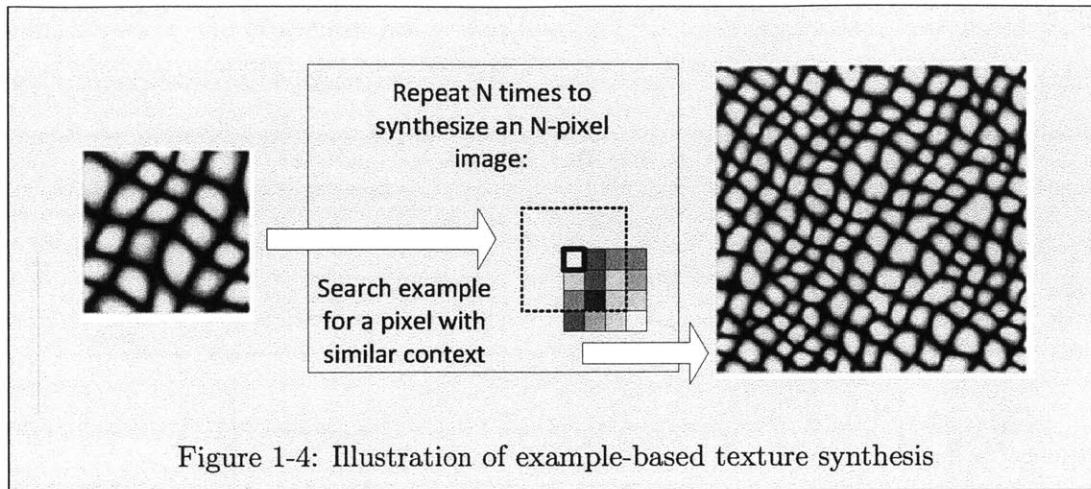 Repeat N times to
synthesize an N-pixel
image:
Search example
for a pixel with
similar context
Figure 1-4: Illustration of example-based texture synthesis